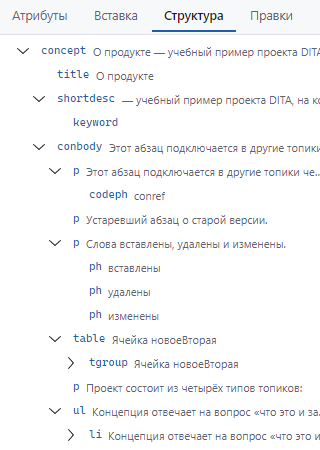 Атрибуты Вставка Структура Правки
concept О продукте — учебный пример проекта DITA
title О продукте
shortdesc — учебный пример проекта DITA, на ко
keyword
conbody Этот абзац подключается в другие топики
p Этот абзац подключается в другие топики че...
codeph conref
p Устаревший абзац о старой версии.
p Слова вставлены, удалены и изменены.
ph вставлены
ph удалены
ph изменены
table Ячейка новоеВторая
tgroup Ячейка новоеВторая
p Проект состоит из четырёх типов топиков:
ul Концепция отвечает на вопрос «что это и за...
li Концепция отвечает на вопрос «что это и